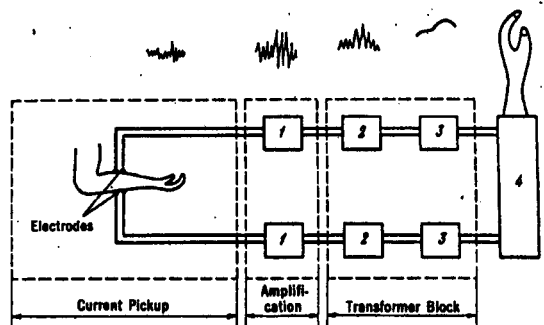 1
2
3
4
Electrodes
1
2
3
Current Pickup
Amplifi-
cation
Transformer Block